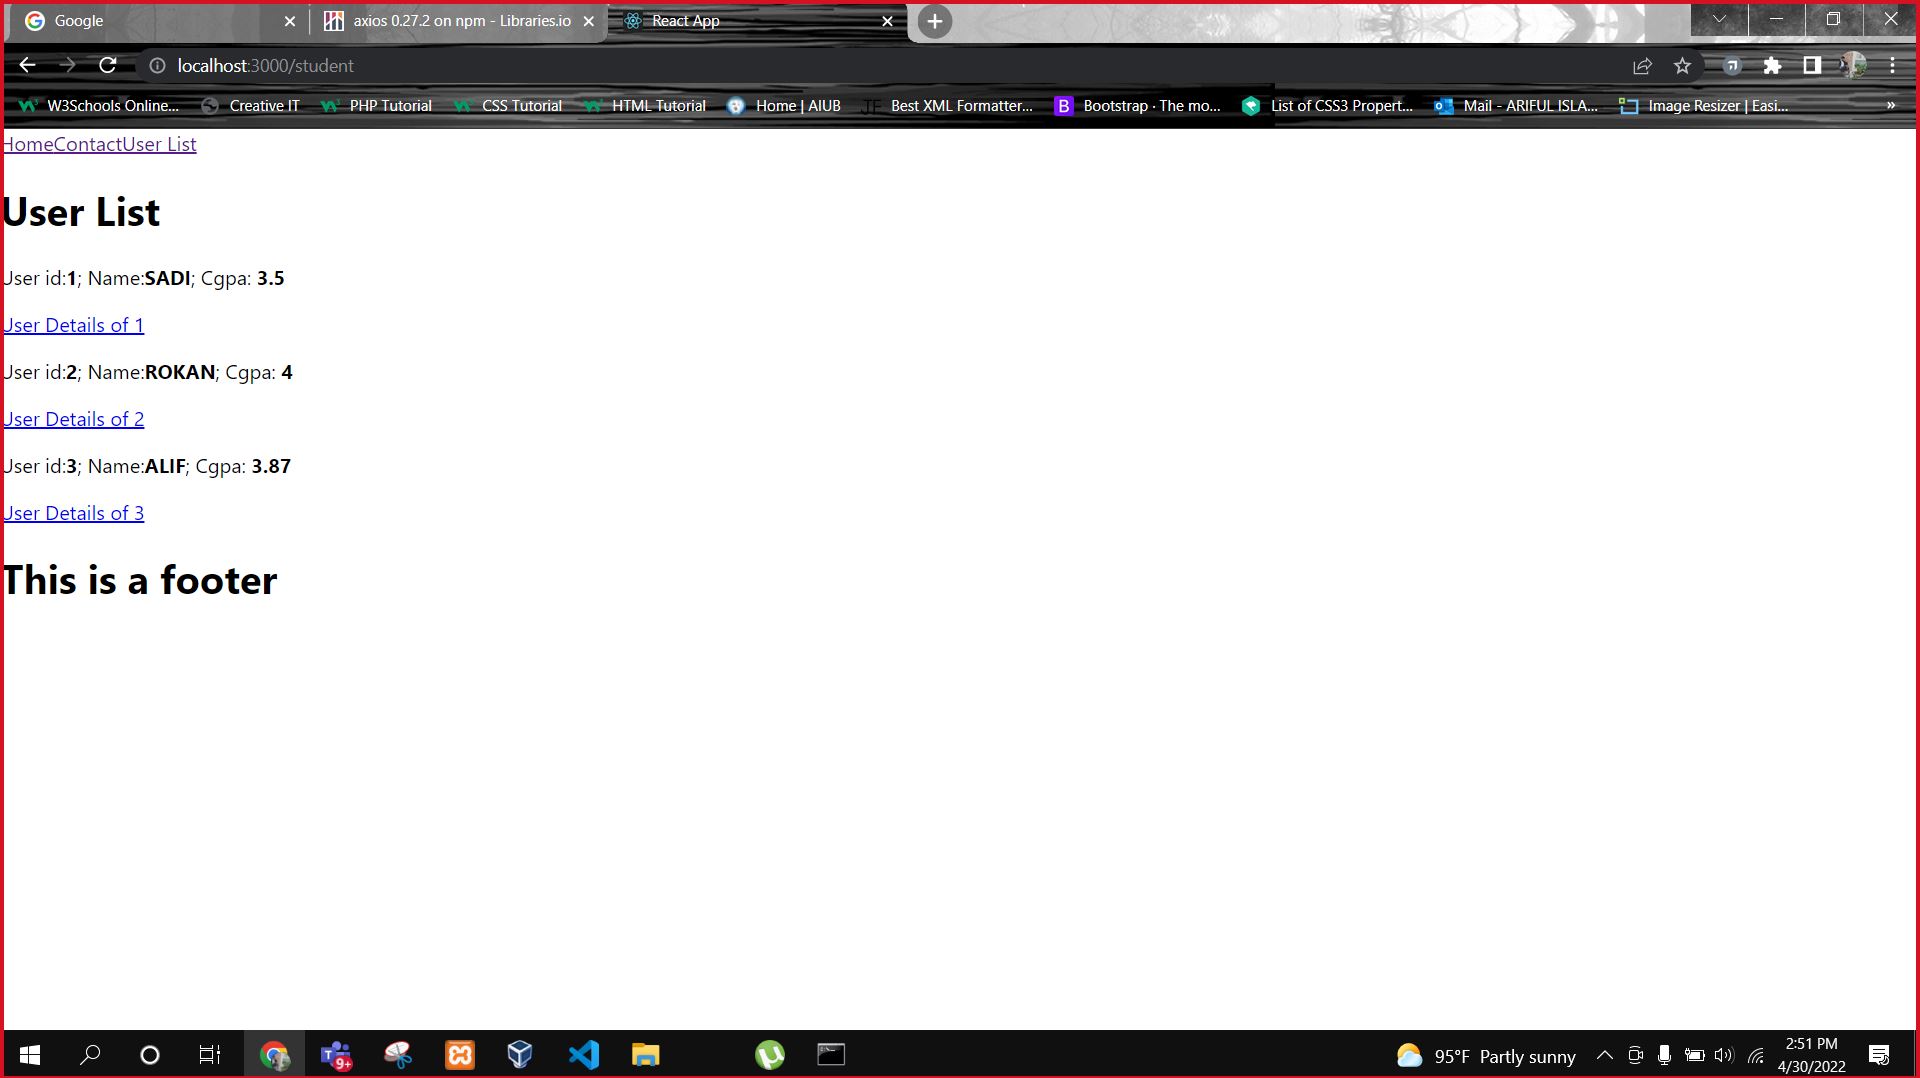 Google
axios 0.27.2 on npm - Libraries.io
React App
localhost:3000/student
W3Schools Online...
Creative IT
PHP Tutorial
CSS Tutorial
HTML Tutorial
Home | AIUB
JF
Best XML Formatter...
B
Bootstrap · The mo...
List of CSS3 Propert...
Mail - ARIFUL ISLA...
Image Resizer | Easi...
»
HomeContactUser List
User List
User id:1; Name:SADI; Cgpa: 3.5
User Details of 1
User id:2; Name:ROKAN; Cgpa: 4
User Details of 2
User id:3; Name:ALIF; Cgpa: 3.87
User Details of 3
This is a footer
T
9+
95°F Partly sunny
2:51 PM
4/30/2022